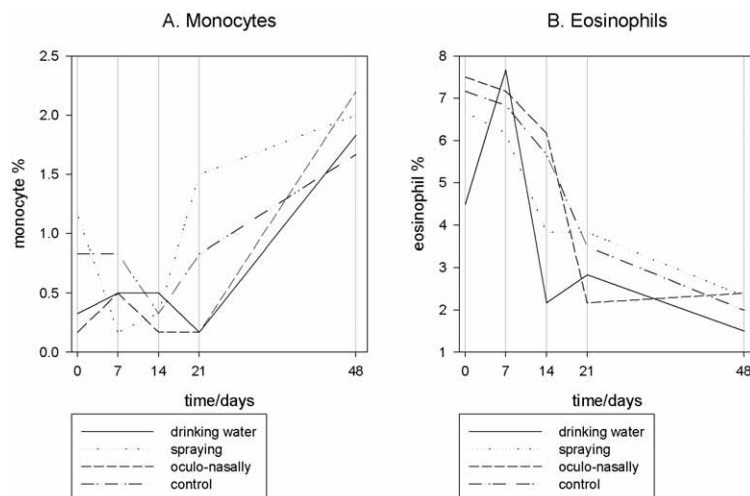 A. Monocytes
2.5
2.0
1.5
1.0
0.5
0.0
monocyte %
0 7 14 21 48
time/days
drinking water
spraying
oculo-nasally
control
B. Eosinophils
8
7
6
5
4
3
2
1
eosinophil %
0 7 14 21 48
time/days
drinking water
spraying
oculo-nasally
control